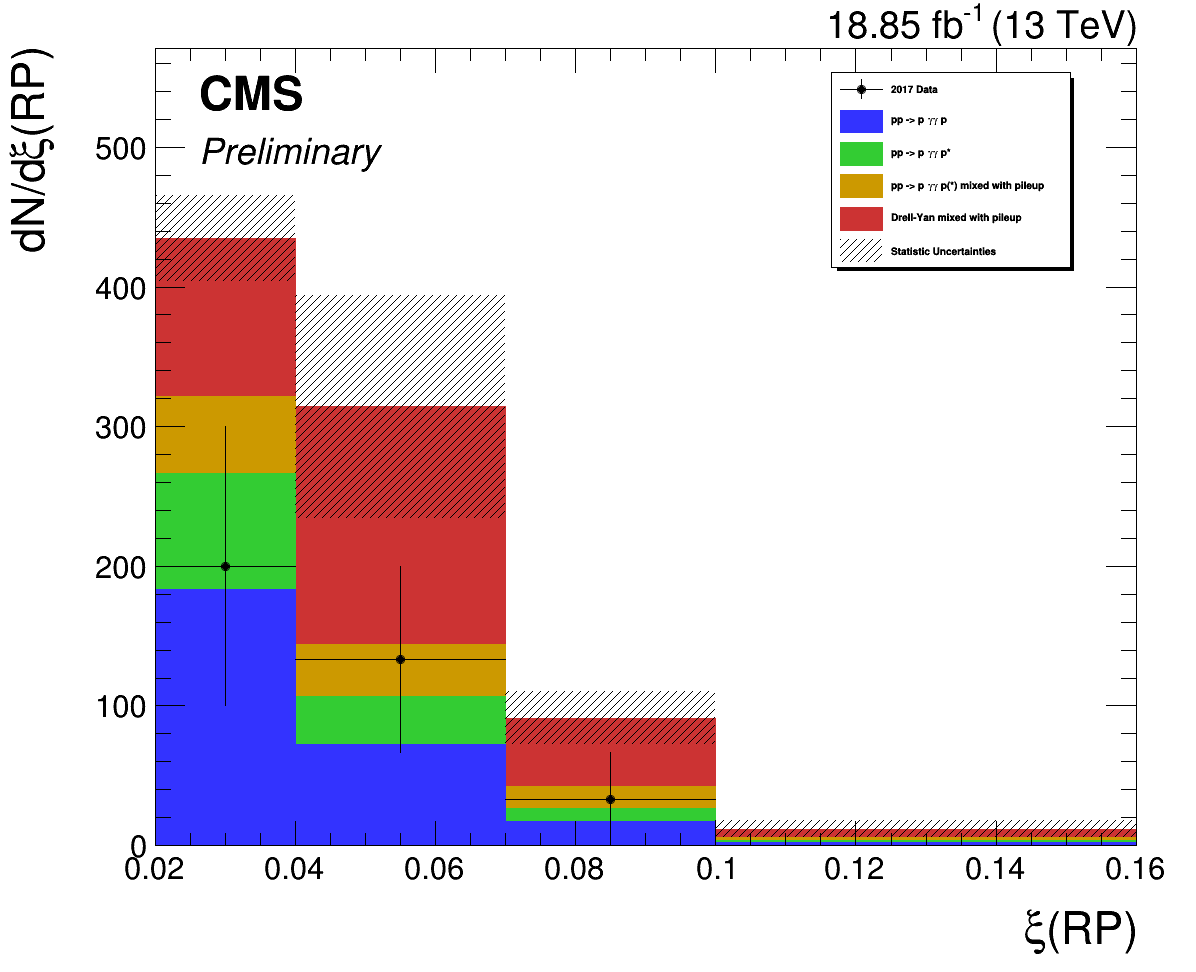 18.85 fb⁻¹ (13 TeV)
dN/dξ(RP)
CMS
Preliminary
2017 Data
pp -> p γγ p
pp -> p γγ p*
pp -> p γγ p(*) mixed with pileup
Drell-Yan mixed with pileup
Statistic Uncertainties
500
400
300
200
100
0
0.02 0.04 0.06 0.08 0.1 0.12 0.14 0.16
ξ(RP)